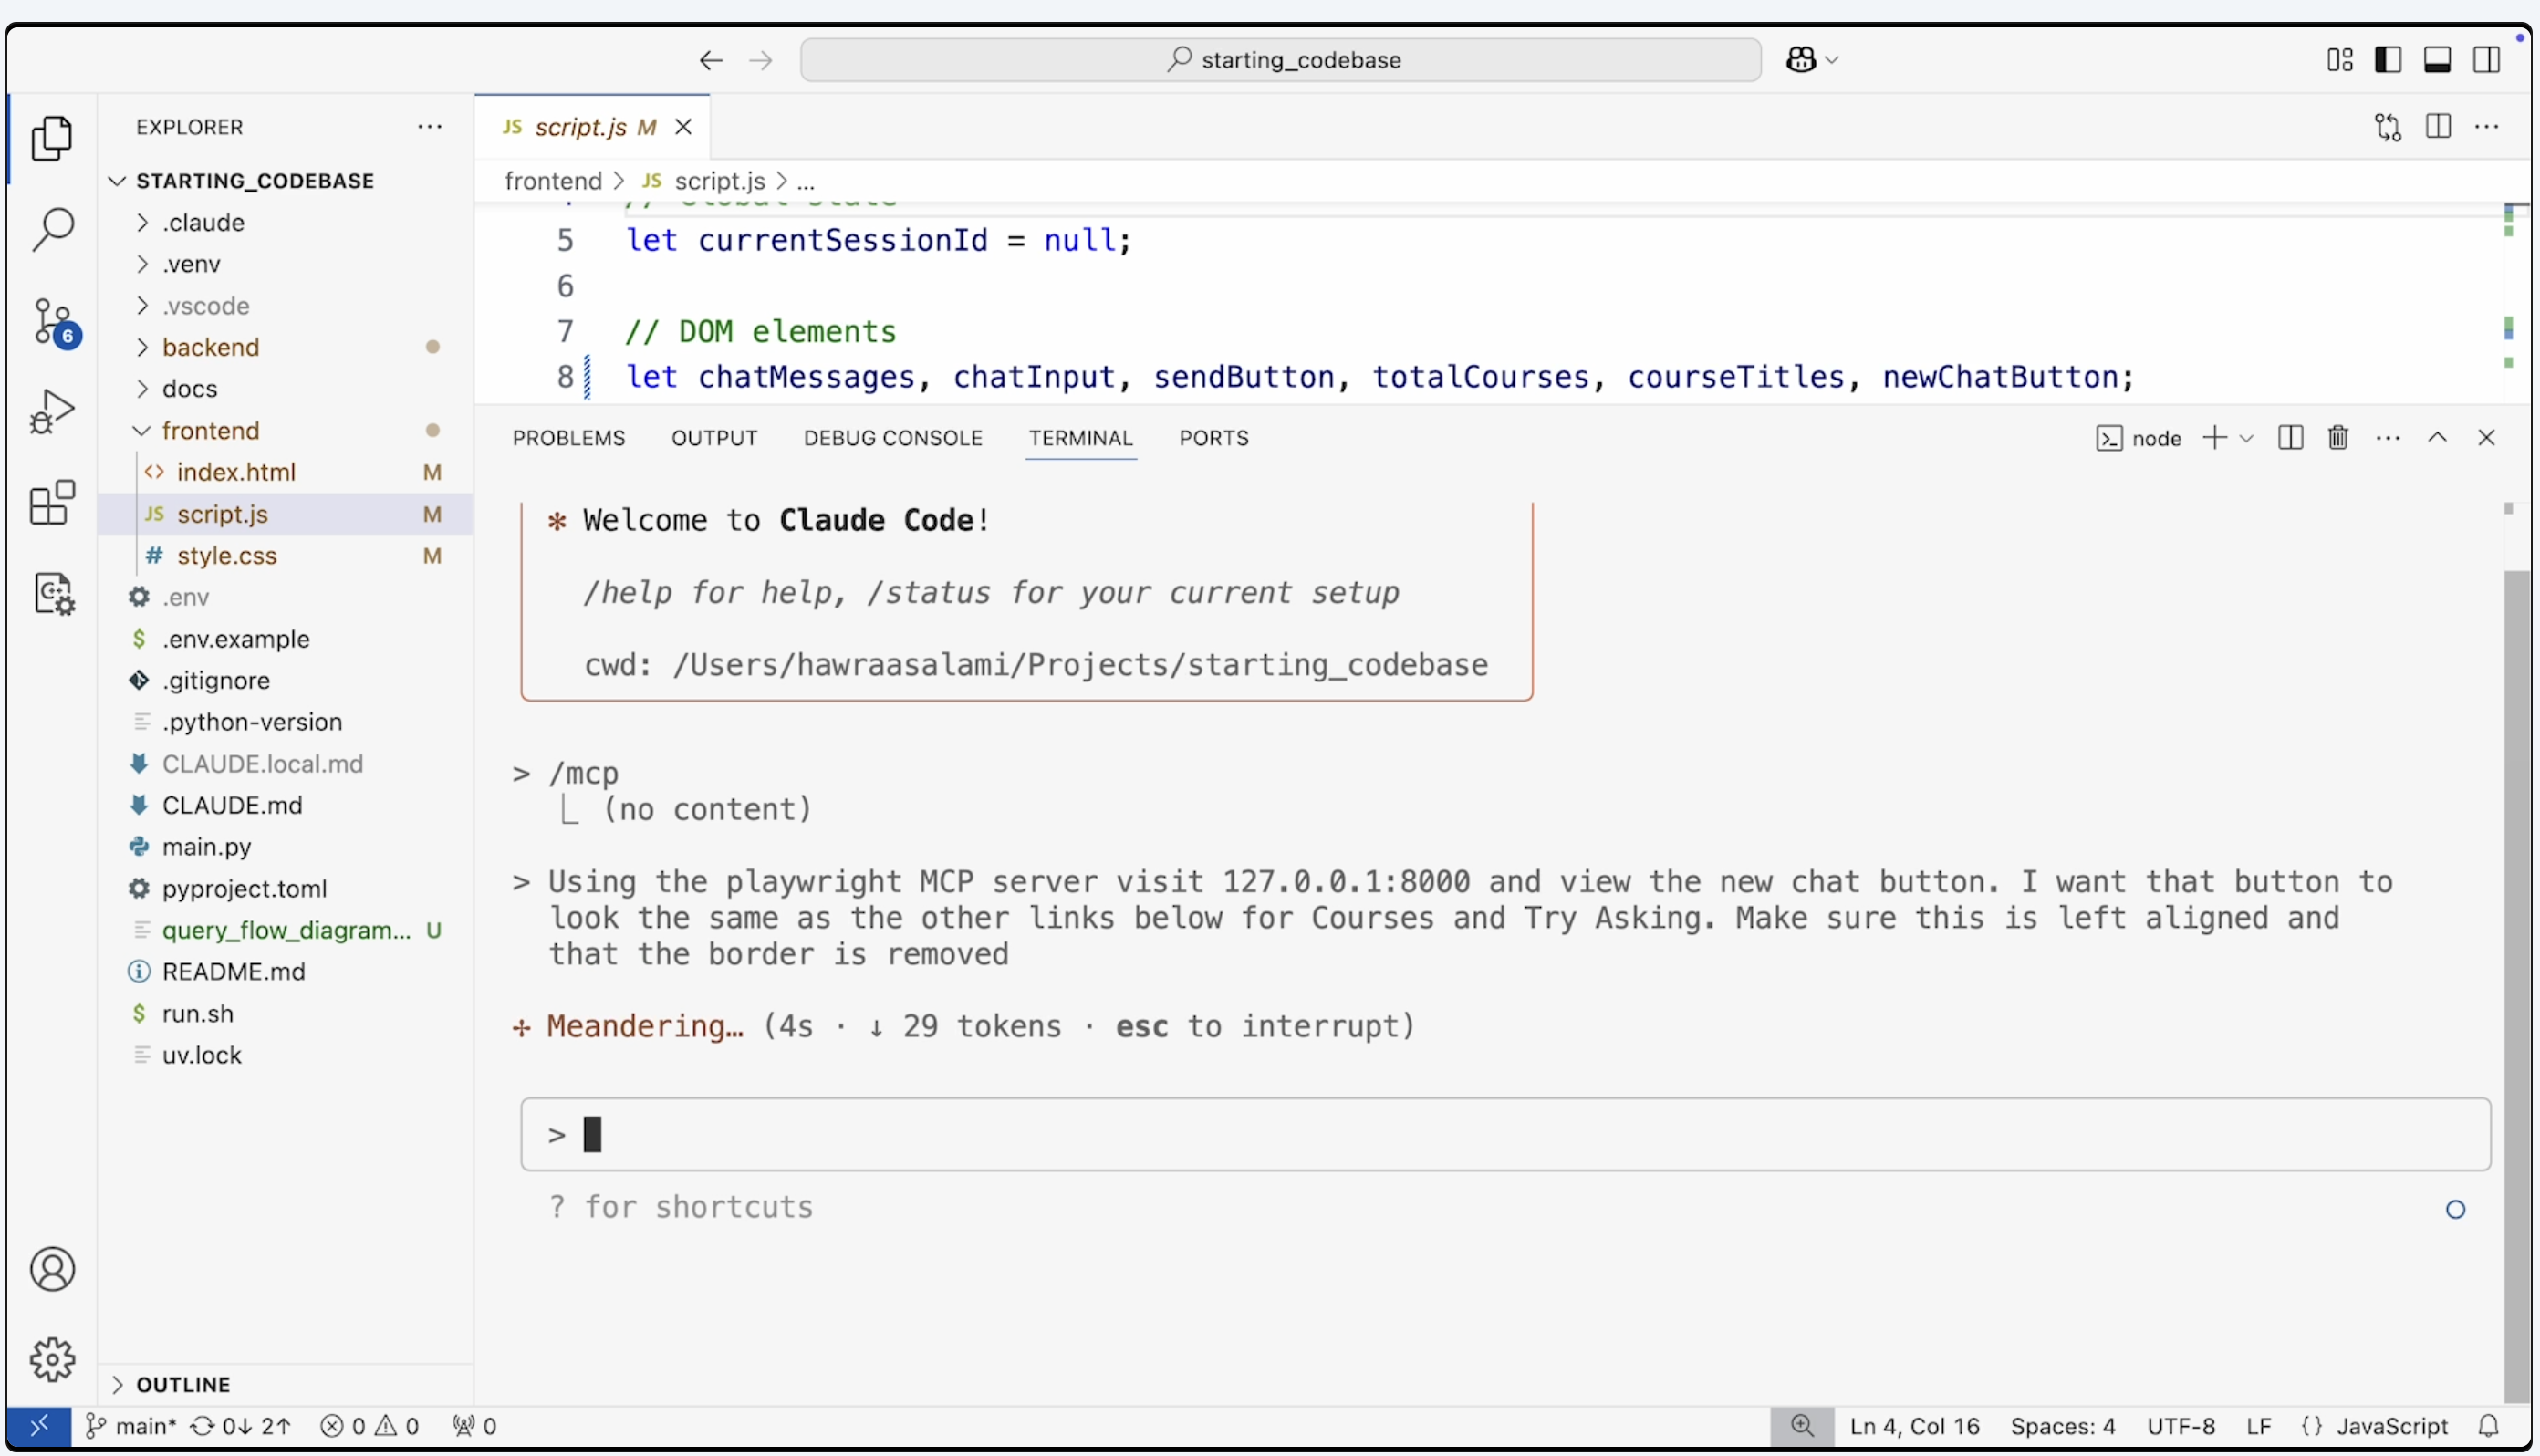 starting_codebase
EXPLORER
STARTING_CODEBASE
.claude
.venv
.vscode
backend
docs
frontend
index.html M
JS script.js M
# style.css M
.env
$ .env.example
.gitignore
.python-version
CLAUDE.local.md
CLAUDE.md
main.py
pyproject.toml
query_flow_diagram... U
README.md
$ run.sh
uv.lock
OUTLINE
6
JS script.js M
frontend > JS script.js > ...
4 // Global state
5 let currentSessionId = null;
6
7 // DOM elements
8 let chatMessages, chatInput, sendButton, totalCourses, courseTitles, newChatButton;
PROBLEMS OUTPUT DEBUG CONSOLE TERMINAL PORTS node
* Welcome to Claude Code!
/help for help, /status for your current setup
cwd: /Users/hawraasalami/Projects/starting_codebase
> /mcp
⎿ (no content)
> Using the playwright MCP server visit 127.0.0.1:8000 and view the new chat button. I want that button to
look the same as the other links below for Courses and Try Asking. Make sure this is left aligned and
that the border is removed
✢ Meandering… (4s · ↓ 29 tokens · esc to interrupt)
>
? for shortcuts
main* 0↓ 2↑ 0 0 0 Ln 4, Col 16 Spaces: 4 UTF-8 LF {} JavaScript